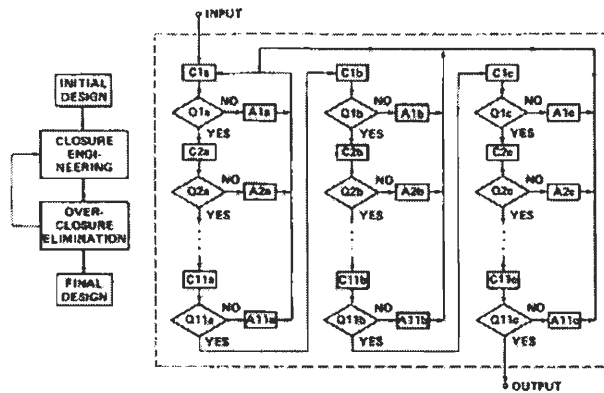 INPUT
INITIAL
DESIGN
CLOSURE
ENGI-
NEERING
OVER-
CLOSURE
ELIMINATION
FINAL
DESIGN
C1a
Q1a
NO
A1a
YES
C2a
Q2a
NO
A2a
YES
C11a
Q11a
NO
A11a
YES
C1b
Q1b
NO
A1b
YES
C2b
Q2b
NO
A2b
YES
C11b
Q11b
NO
A11b
YES
C1c
Q1c
NO
A1c
YES
C2c
Q2c
NO
A2c
YES
C11c
Q11c
NO
A11c
YES
OUTPUT